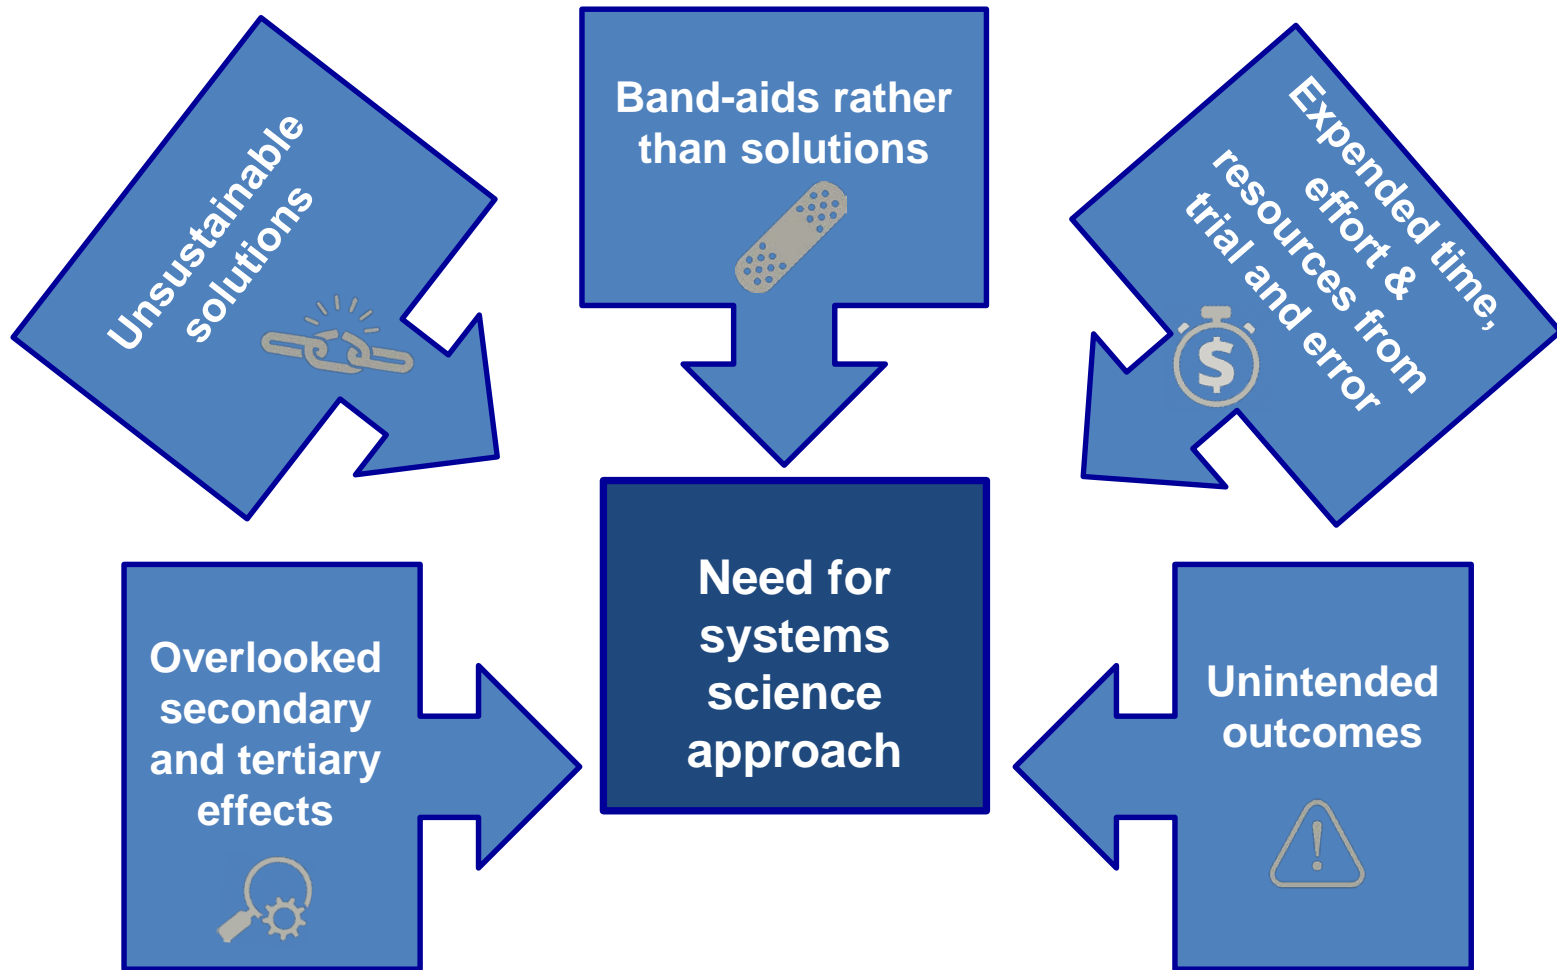 Unsustainable
solutions
Band-aids rather
than solutions
Expended time,
effort &
resources from
trial and error
$
Overlooked
secondary
and tertiary
effects
Need for
systems
science
approach
Unintended
outcomes
!